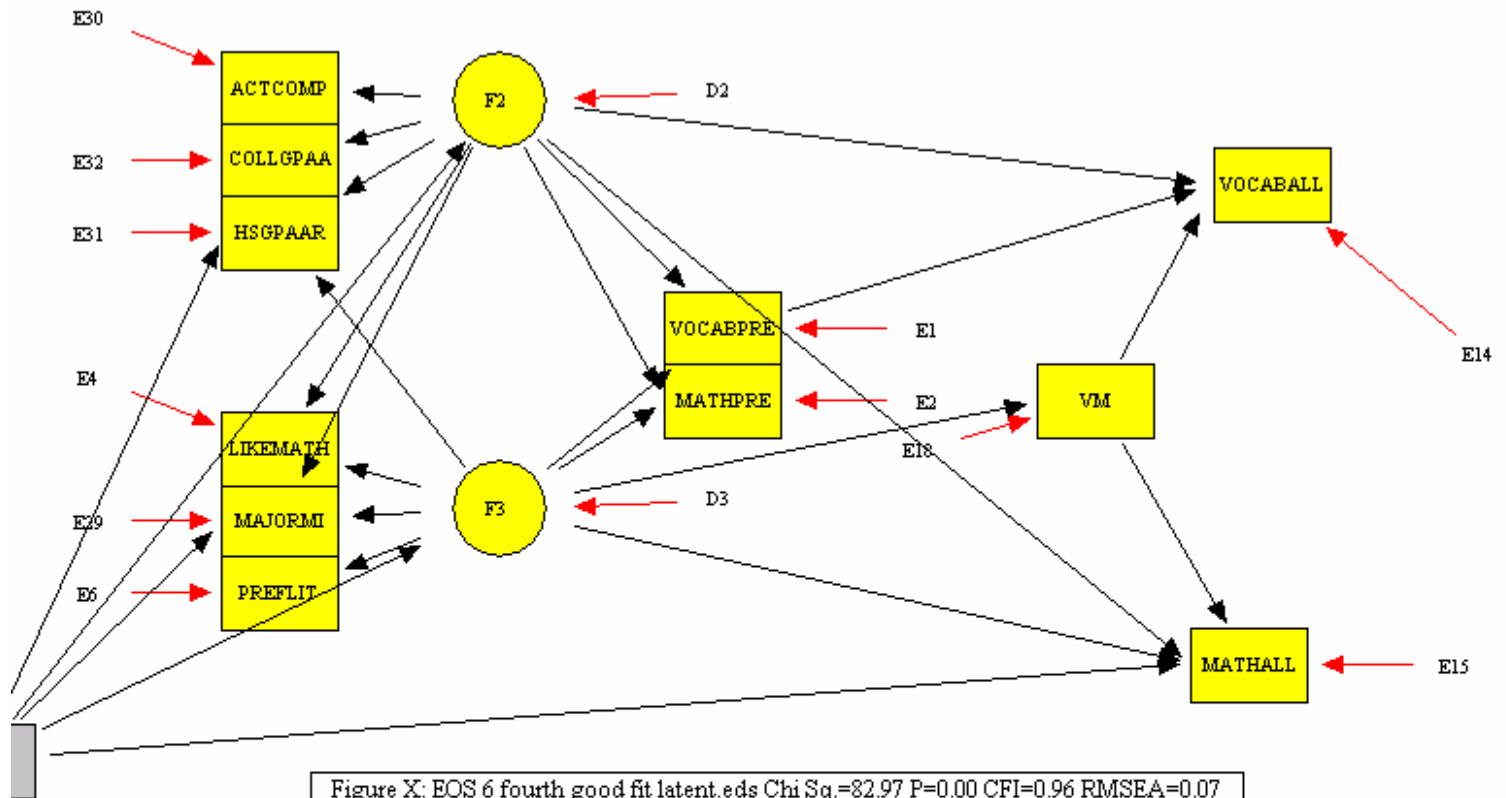 E30
ACTCOMP
F2
D2
E32
COLLGPAA
VOCABALL
E31
HSGPAAR
VOCABPRE
E1
E14
E4
MATHPRE
E2
VM
LIKEMATH
E18
F3
D3
E29
MAJORMI
E6
PREFLIT
MATHALL
E15
Figure X: EQS 6 fourth good fit latent.eds Chi Sq.=82.97 P=0.00 CFI=0.96 RMSEA=0.07